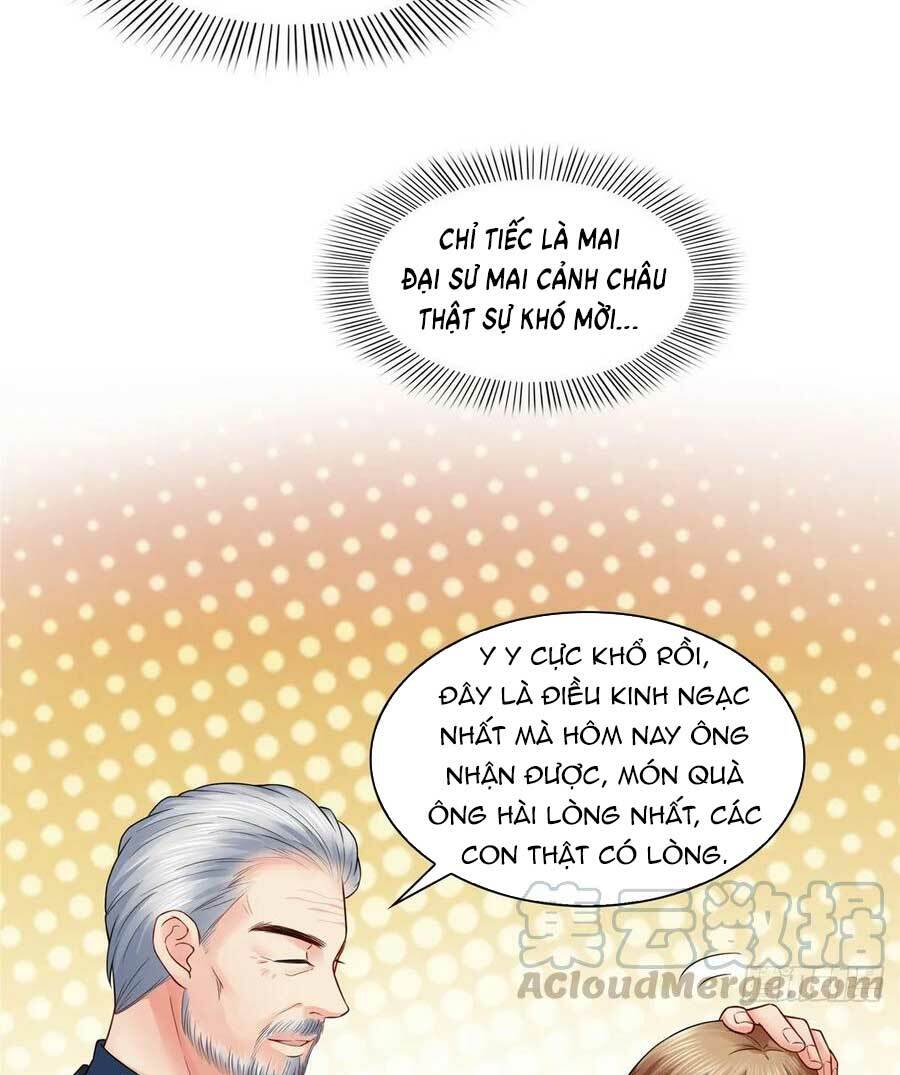 CHỈ TIẾC LÀ MAI
ĐẠI SƯ MAI CẢNH CHÂU
THẬT SỰ KHÓ MỜI...
Y Y CỰC KHỔ RỒI,
ĐÂY LÀ ĐIỀU KINH NGẠC
NHẤT MÀ HÔM NAY ÔNG
NHẬN ĐƯỢC, MÓN QUÀ
ÔNG HÀI LÒNG NHẤT, CÁC
CON THẬT CÓ LÒNG.
集云数据
AcloudMerge.com